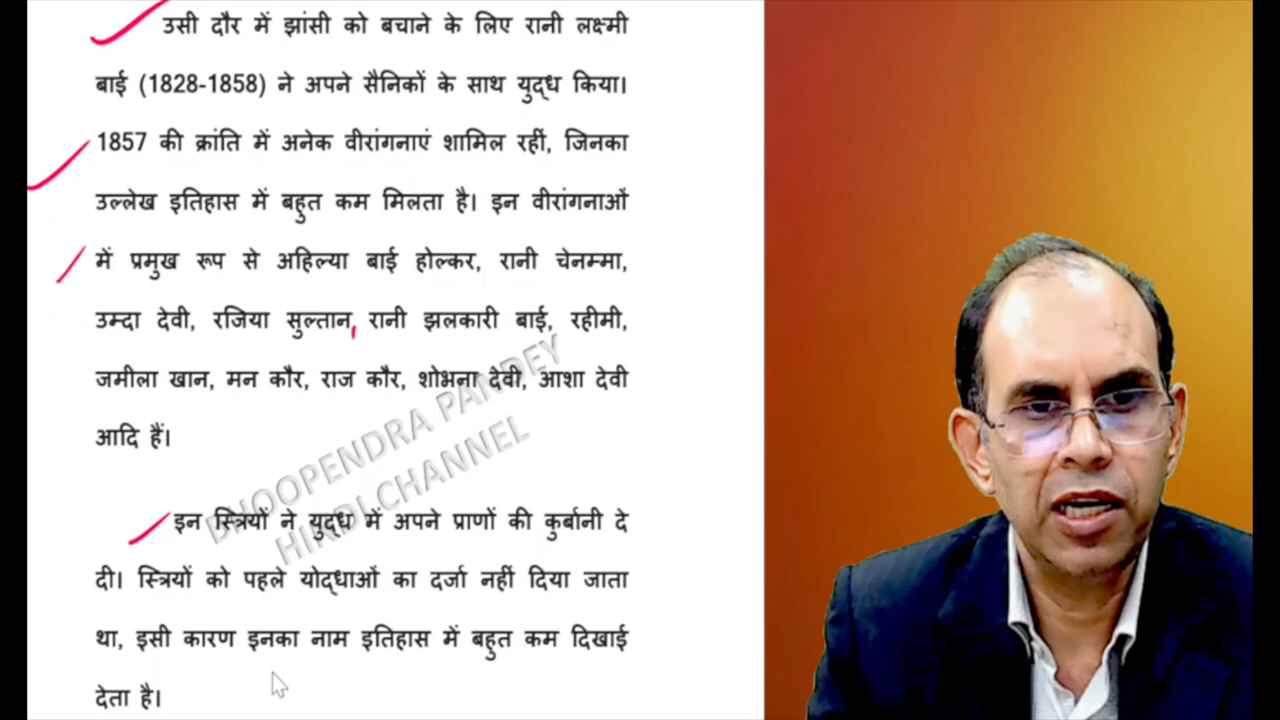 उसी दौर में झांसी को बचाने के लिए रानी लक्ष्मी
बाई (1828-1858) ने अपने सैनिकों के साथ युद्ध किया।
1857 की क्रांति में अनेक वीरांगनाएं शामिल रहीं, जिनका
उल्लेख इतिहास में बहुत कम मिलता है। इन वीरांगनाओं
में प्रमुख रूप से अहिल्या बाई होल्कर, रानी चेनम्मा,
उम्दा देवी, रजिया सुल्तान, रानी झलकारी बाई, रहीमी,
जमीला खान, मन कौर, राज कौर, शोभना देवी, आशा देवी
आदि हैं।
BHOOPENDRA PANDEY
HINDI CHANNEL
इन स्त्रियों ने युद्ध में अपने प्राणों की कुर्बानी दे
दी। स्त्रियों को पहले योद्धाओं का दर्जा नहीं दिया जाता
था, इसी कारण इनका नाम इतिहास में बहुत कम दिखाई
देता है।